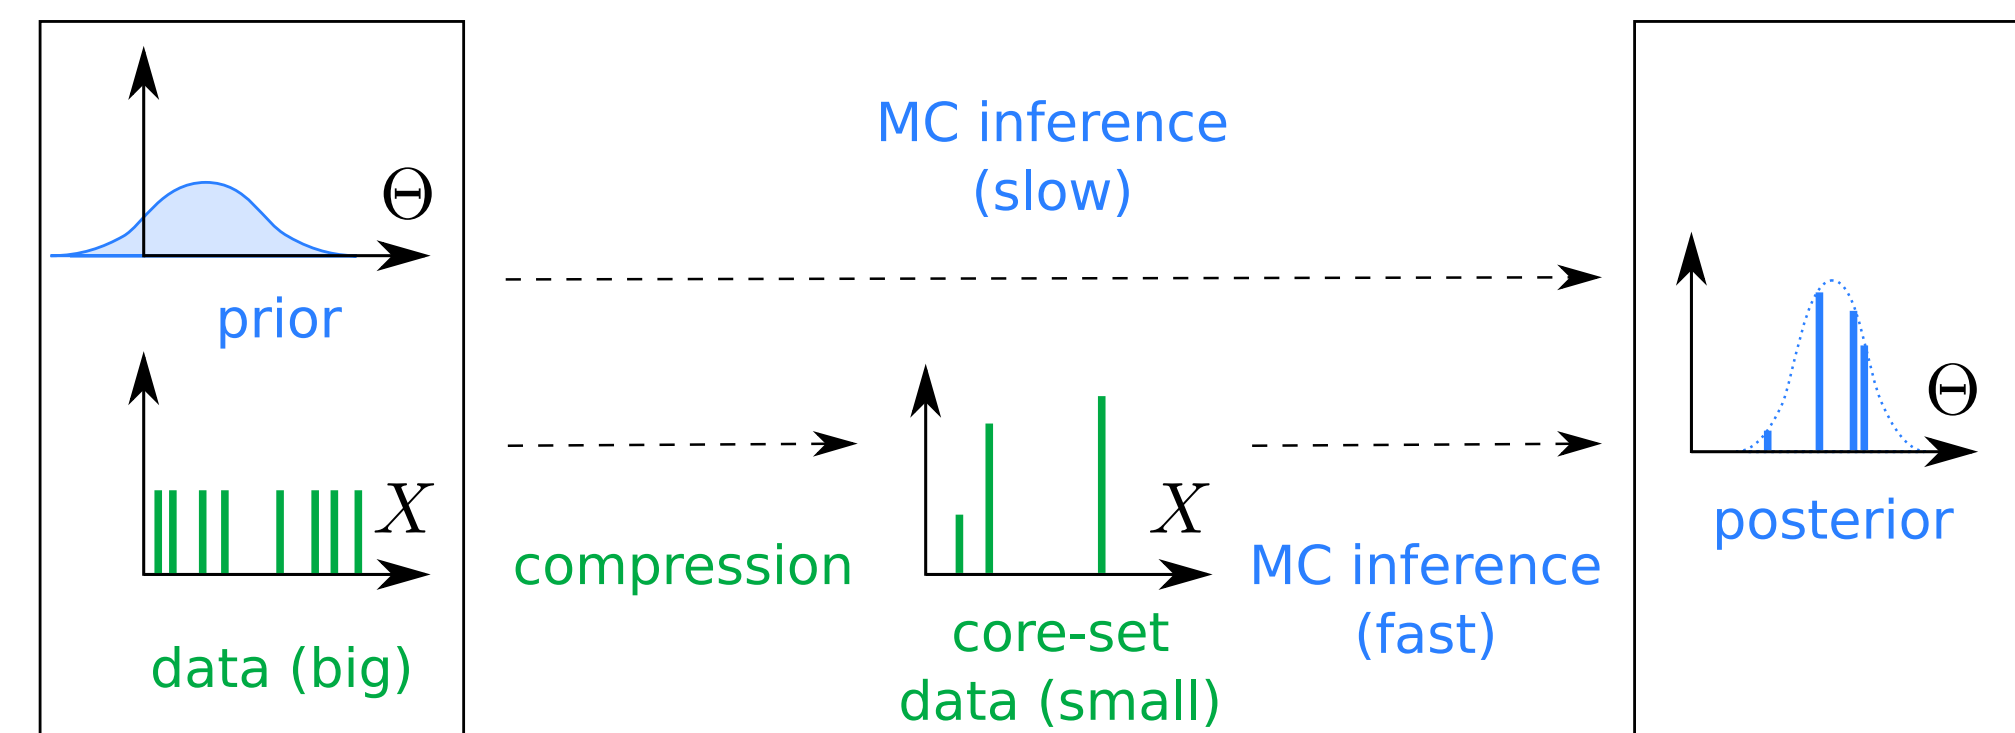 Θ
prior
X
data (big)
MC inference
(slow)
compression
X
core-set
data (small)
MC inference
(fast)
Θ
posterior